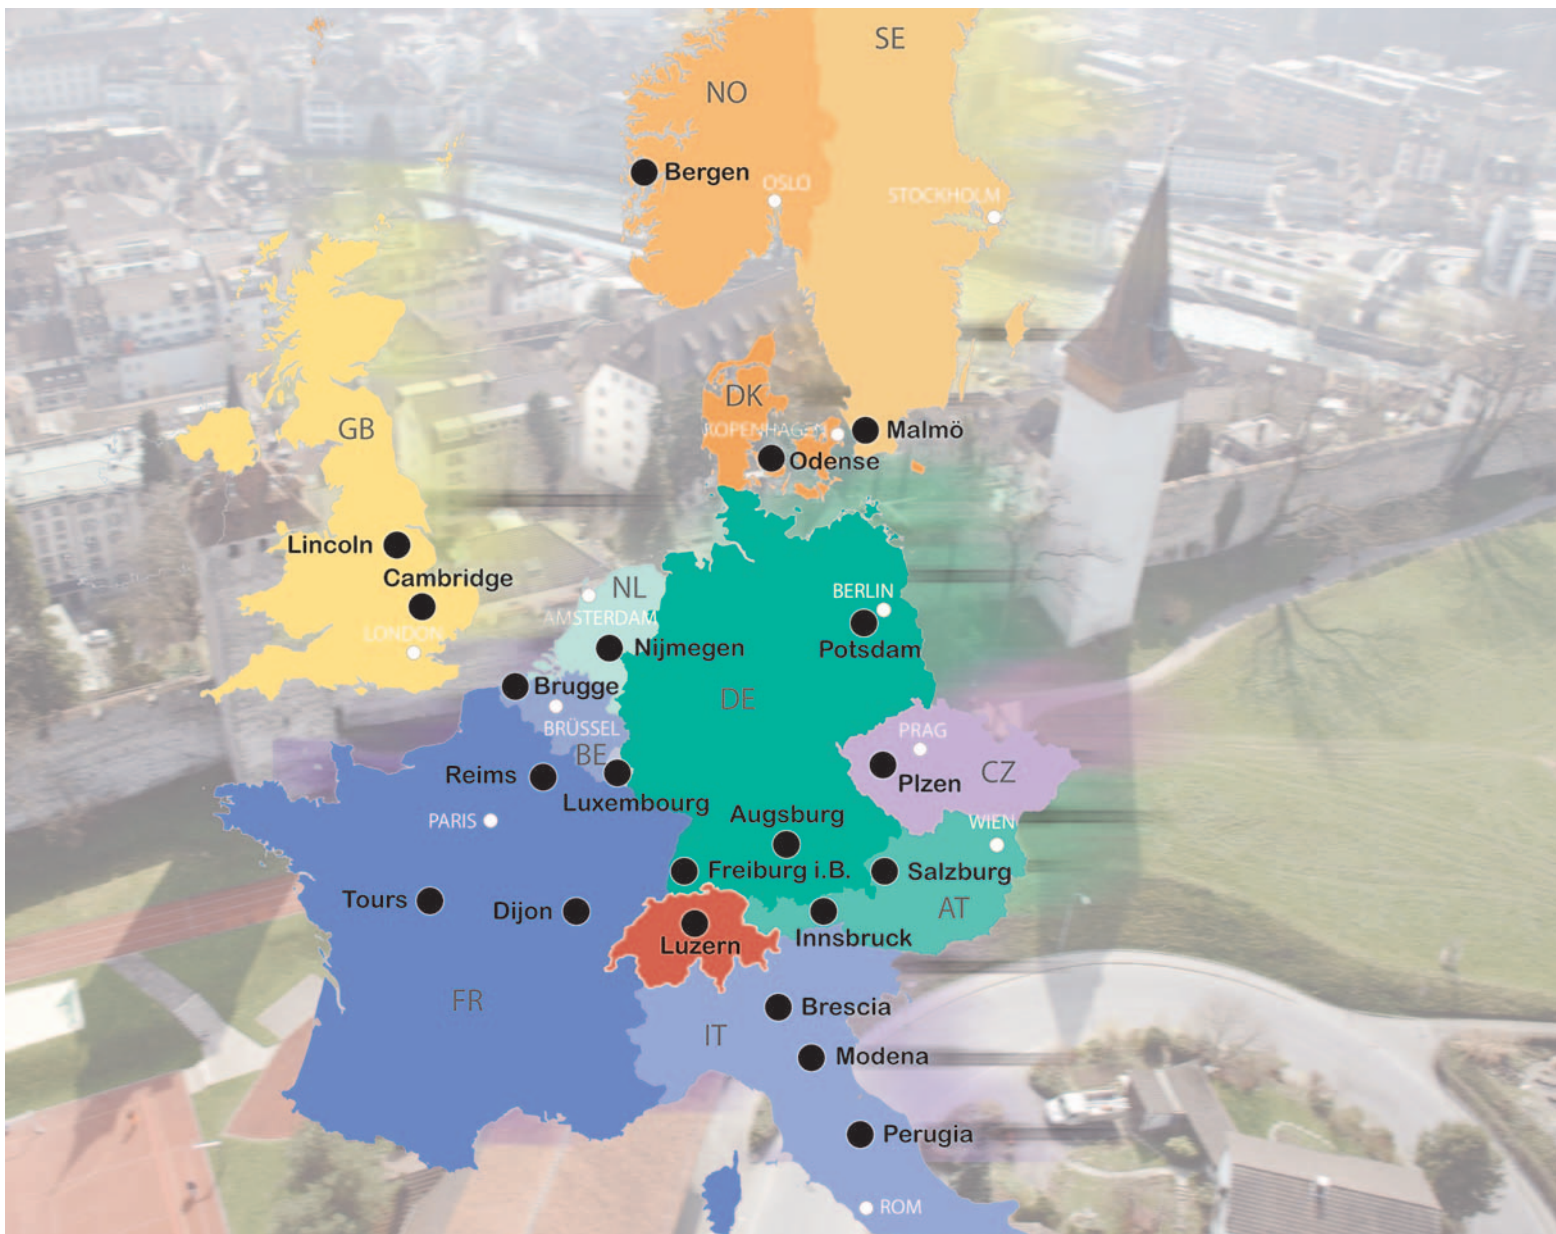 SE
NO
Bergen
OSLO
STOCKHOLM
DK
GB
KOPENHAGEN
Malmö
Odense
Lincoln
Cambridge
NL
BERLIN
AMSTERDAM
LONDON
Nijmegen
Potsdam
Brugge
DE
BRÜSSEL
PRAG
BE
CZ
Reims
Plzen
Luxembourg
Augsburg
PARIS
WIEN
Freiburg i.B.
Salzburg
Tours
Dijon
AT
Innsbruck
Luzern
FR
Brescia
IT
Modena
Perugia
ROM